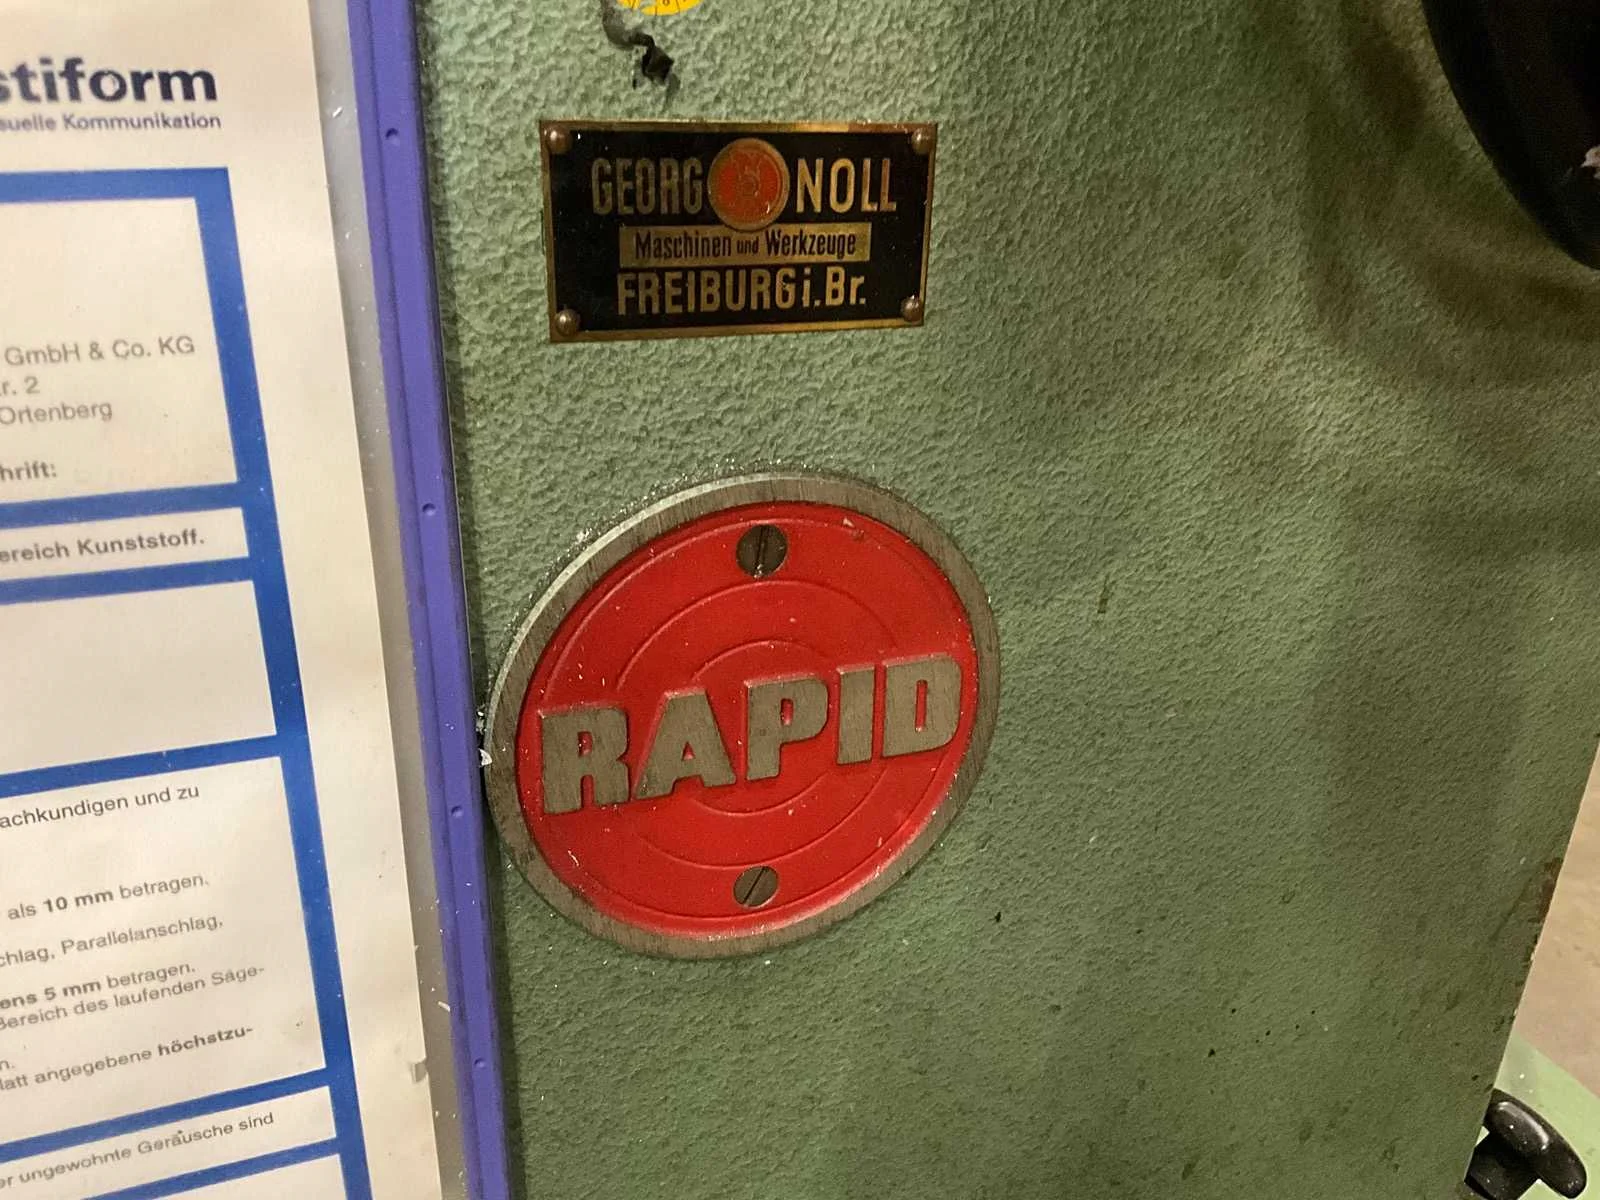 stiform
suelle Kommunikation
GmbH & Co. KG
r. 2
Ortenberg
hrift:
ereich Kunststoff.
achkundigen und zu
als 10 mm betragen.
chlag, Parallelanschlag,
ens 5 mm betragen.
Bereich des laufenden Säge-
n.
latt angegebene höchstzu-
er ungewohnte Geräusche sind
GEORG NOLL
Maschinen und Werkzeuge
FREIBURG i. Br.
RAPID